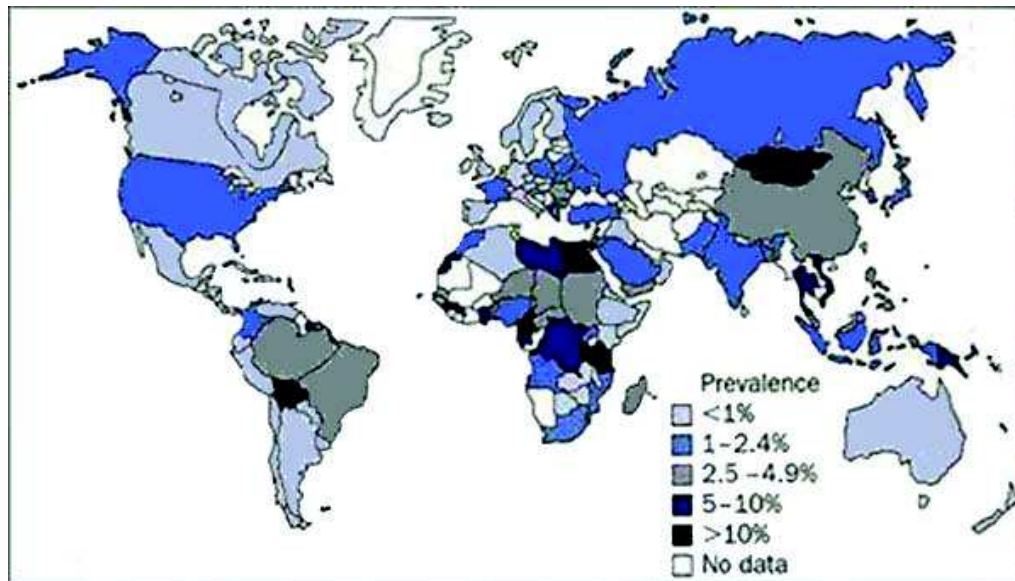 Prevalence
<1%
1–2.4%
2.5 –4.9%
5–10%
>10%
No data